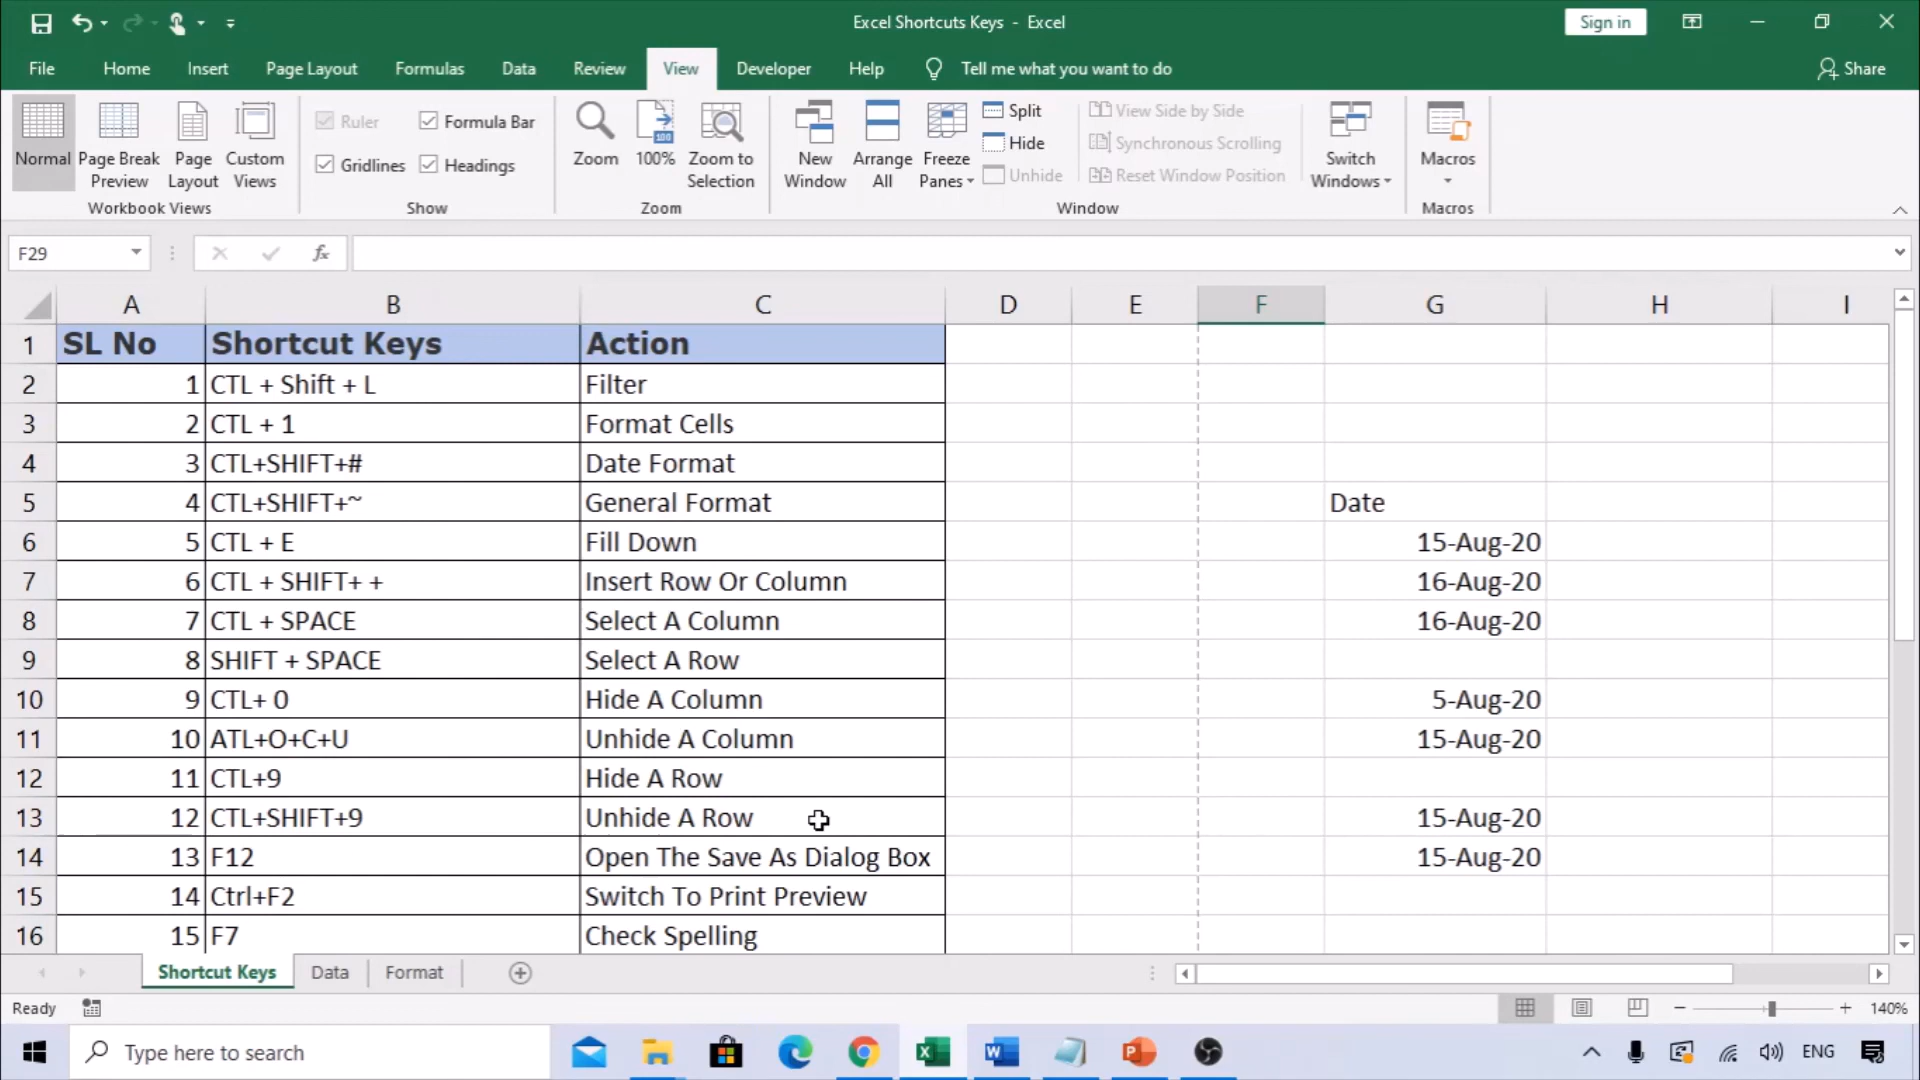 Excel Shortcuts Keys - Excel
Sign in
File Home Insert Page Layout Formulas Data Review View Developer Help Tell me what you want to do Share
Normal
Page Break Preview
Page Layout
Custom Views
Workbook Views
Ruler
Formula Bar
Gridlines
Headings
Show
Zoom
100
100%
Zoom to Selection
Zoom
New Window
Arrange All
Freeze Panes
Split
Hide
Unhide
View Side by Side
Synchronous Scrolling
Reset Window Position
Switch Windows
Window
Macros
Macros
F29
fx
A B C D E F G H I
1 SL No Shortcut Keys Action
2 1 CTL + Shift + L Filter
3 2 CTL + 1 Format Cells
4 3 CTL+SHIFT+# Date Format
5 4 CTL+SHIFT+~ General Format Date
6 5 CTL + E Fill Down 15-Aug-20
7 6 CTL + SHIFT+ + Insert Row Or Column 16-Aug-20
8 7 CTL + SPACE Select A Column 16-Aug-20
9 8 SHIFT + SPACE Select A Row
10 9 CTL+ 0 Hide A Column 5-Aug-20
11 10 ATL+O+C+U Unhide A Column 15-Aug-20
12 11 CTL+9 Hide A Row
13 12 CTL+SHIFT+9 Unhide A Row 15-Aug-20
14 13 F12 Open The Save As Dialog Box 15-Aug-20
15 14 Ctrl+F2 Switch To Print Preview
16 15 F7 Check Spelling
Shortcut Keys Data Format
Ready 140%
Type here to search ENG